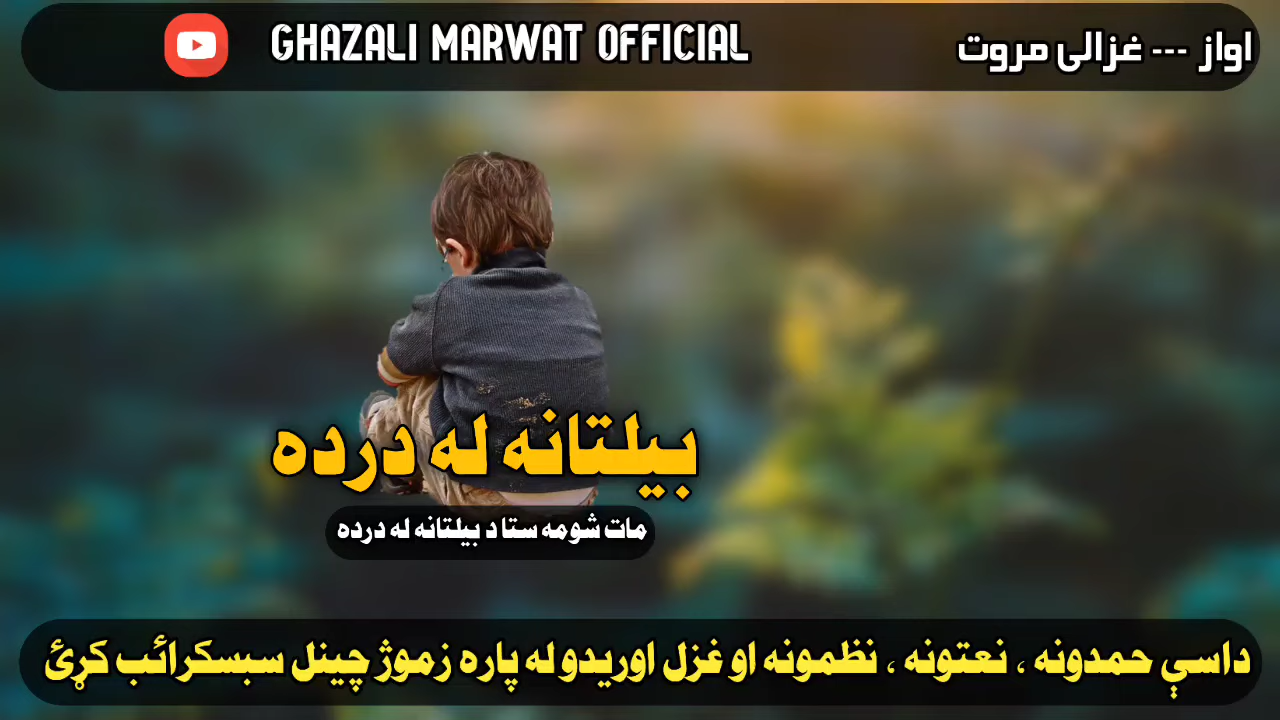 GHAZALI MARWAT OFFICIAL
اواز --- غزالی مروت
بیلتانه له درده
مات شومه ستا د بیلتانه له درده
داسې حمدونه ، نعتونه ، نظمونه او غزل اوریدو له پاره زموژ چینل سبسکرائب کړئ